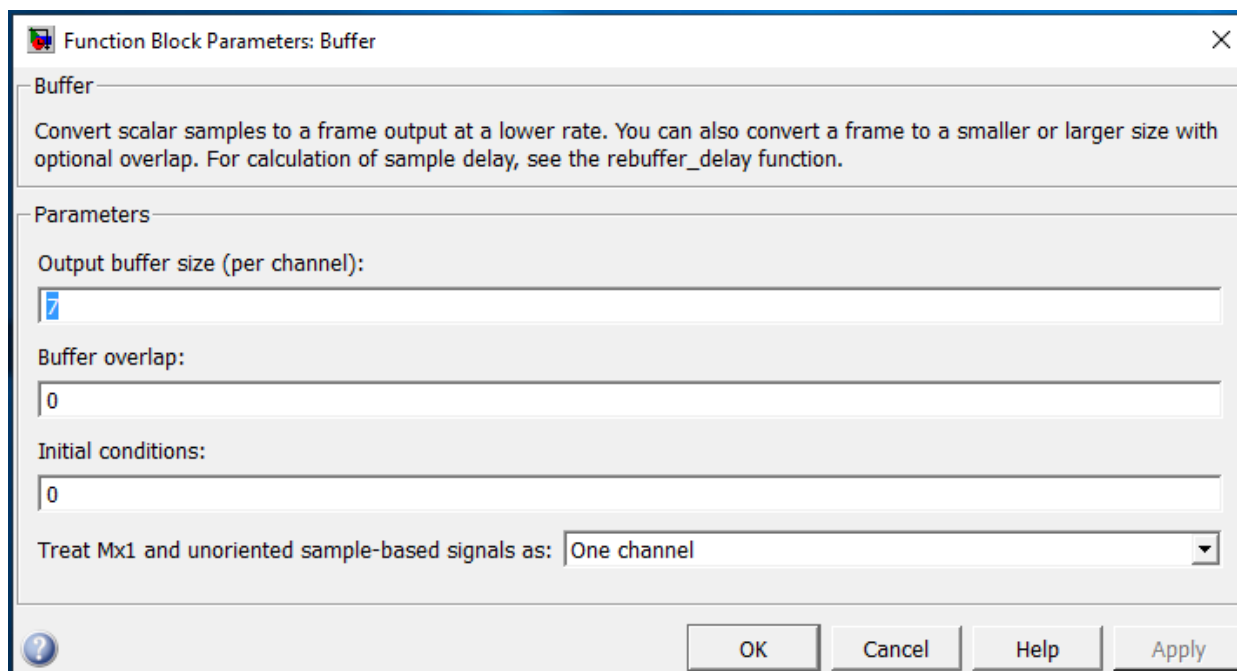 Function Block Parameters: Buffer
Buffer
Convert scalar samples to a frame output at a lower rate. You can also convert a frame to a smaller or larger size with
optional overlap. For calculation of sample delay, see the rebuffer_delay function.
Parameters
Output buffer size (per channel):
7
Buffer overlap:
0
Initial conditions:
0
Treat Mx1 and unoriented sample-based signals as: One channel
OK Cancel Help Apply